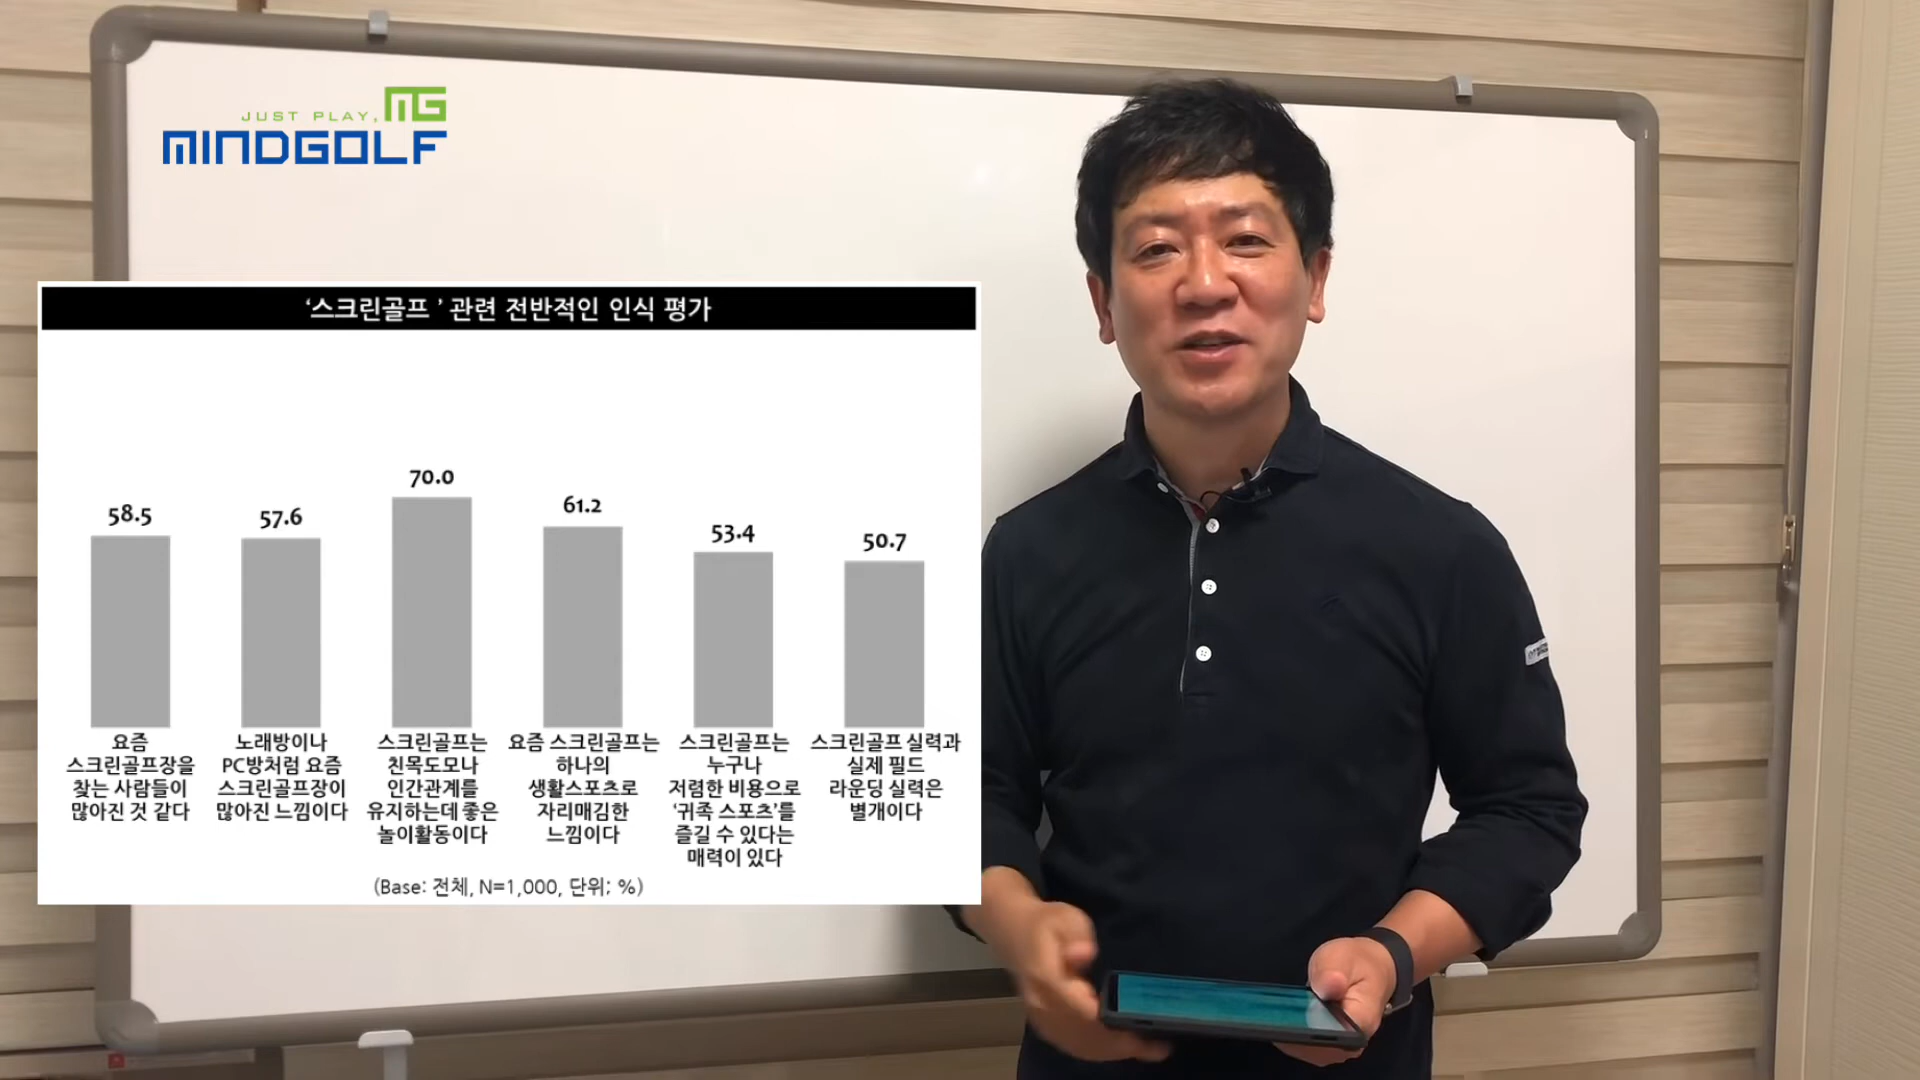 JUST PLAY, MG
MINDGOLF
‘스크린골프 ’ 관련 전반적인 인식 평가
58.5
57.6
70.0
61.2
53.4
50.7
요즘
스크린골프장을
찾는 사람들이
많아진 것 같다
노래방이나
PC방처럼 요즘
스크린골프장이
많아진 느낌이다
스크린골프는
친목도모나
인간관계를
유지하는데 좋은
놀이활동이다
요즘 스크린골프는
하나의
생활스포츠로
자리매김한
느낌이다
스크린골프는
누구나
저렴한 비용으로
‘귀족 스포츠’를
즐길 수 있다는
매력이 있다
스크린골프 실력과
실제 필드
라운딩 실력은
별개이다
(Base: 전체, N=1,000, 단위; %)